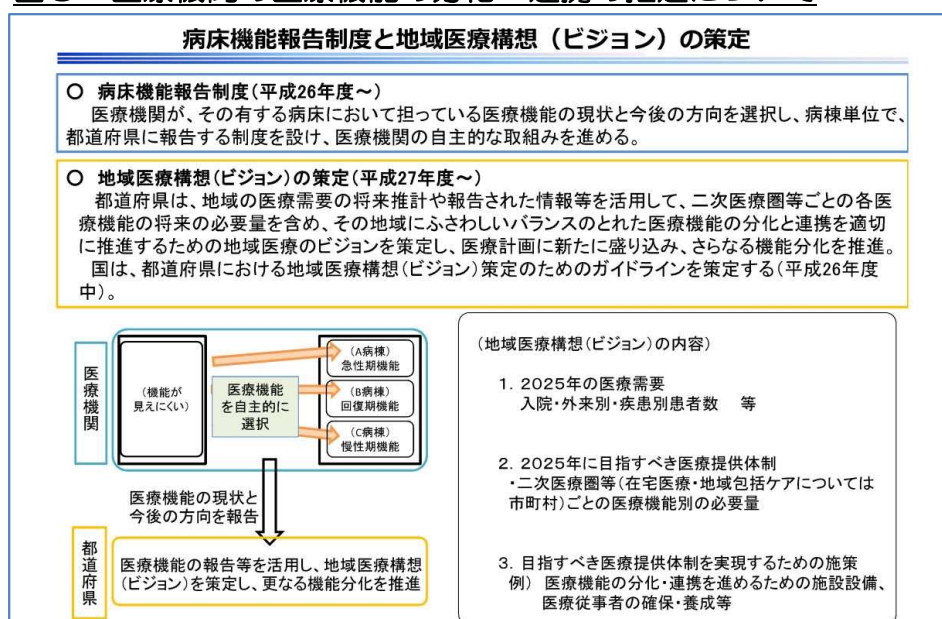 病床機能報告制度と地域医療構想（ビジョン）の策定
○ 病床機能報告制度(平成26年度～)
医療機関が、その有する病床において担っている医療機能の現状と今後の方向を選択し、病棟単位で、
都道府県に報告する制度を設け、医療機関の自主的な取組みを進める。
○ 地域医療構想(ビジョン)の策定(平成27年度～)
都道府県は、地域の医療需要の将来推計や報告された情報等を活用して、二次医療圏等ごとの各医
療機能の将来の必要量を含め、その地域にふさわしいバランスのとれた医療機能の分化と連携を適切
に推進するための地域医療のビジョンを策定し、医療計画に新たに盛り込み、さらなる機能分化を推進。
国は、都道府県における地域医療構想(ビジョン)策定のためのガイドラインを策定する(平成26年度
中)。
医療機関
(機能が
見えにくい)
医療機能
を自主的に
選択
(A病棟)
急性期機能
(B病棟)
回復期機能
(C病棟)
慢性期機能
医療機能の現状と
今後の方向を報告
都道府県
医療機能の報告等を活用し、地域医療構想
(ビジョン)を策定し、更なる機能分化を推進
(地域医療構想(ビジョン)の内容)
1. 2025年の医療需要
入院・外来別・疾患別患者数 等
2. 2025年に目指すべき医療提供体制
・二次医療圏等(在宅医療・地域包括ケアについては
市町村)ごとの医療機能別の必要量
3. 目指すべき医療提供体制を実現するための施策
例) 医療機能の分化・連携を進めるための施設設備、
医療従事者の確保・養成等